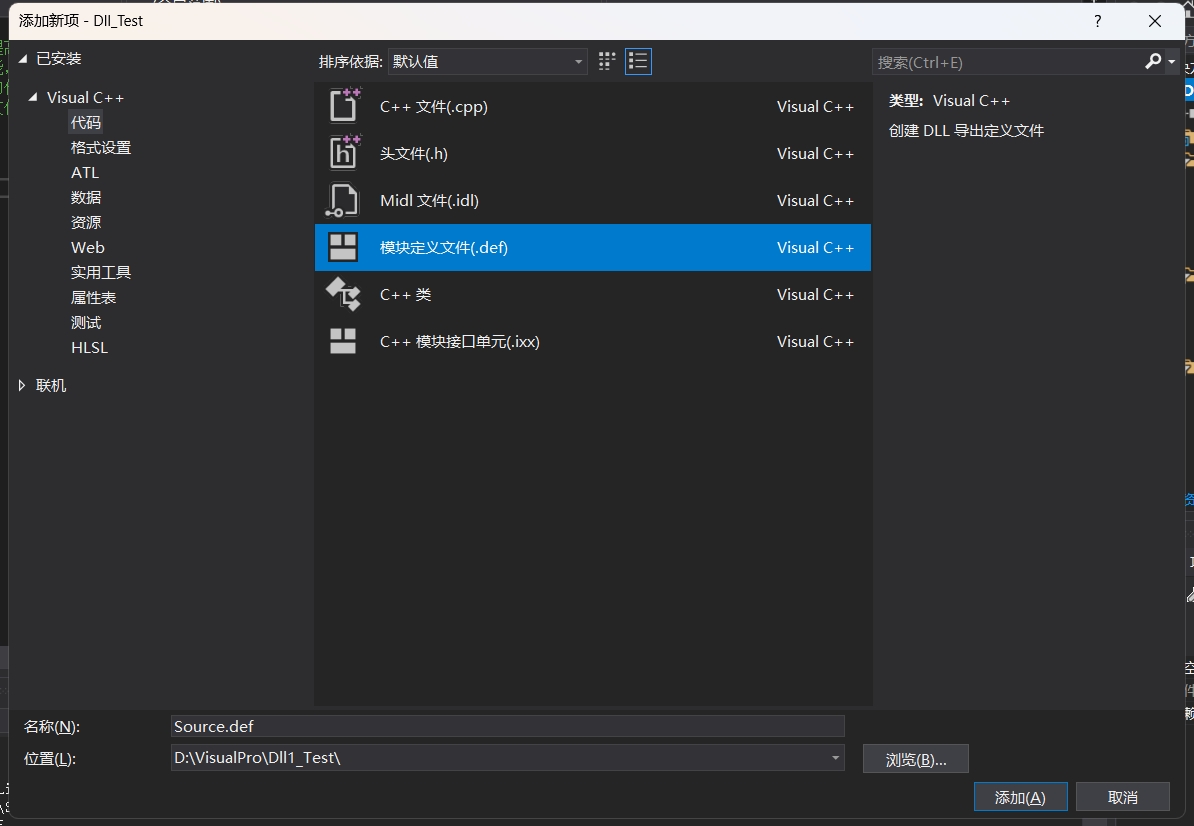 添加新项 - Dll_Test
?
已安装
排序依据: 默认值
搜索(Ctrl+E)
Visual C++
代码
格式设置
ATL
数据
资源
Web
实用工具
属性表
测试
HLSL
联机
C++ 文件(.cpp) Visual C++
头文件(.h) Visual C++
Midl 文件(.idl) Visual C++
模块定义文件(.def) Visual C++
C++ 类 Visual C++
C++ 模块接口单元(.ixx) Visual C++
类型: Visual C++
创建 DLL 导出定义文件
名称(N): Source.def
位置(L): D:\VisualPro\Dll1_Test\
浏览(B)...
添加(A) 取消